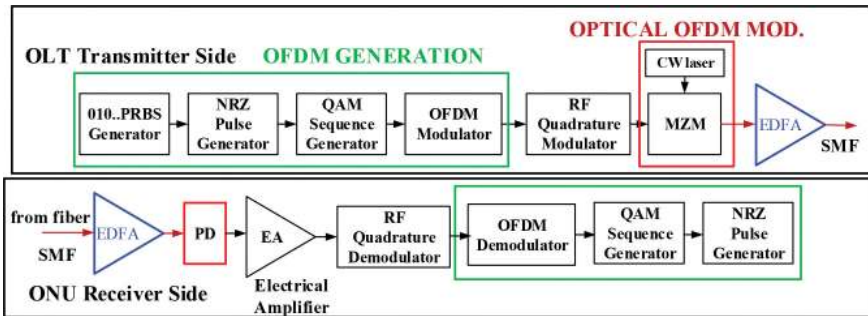 OLT Transmitter Side
OFDM GENERATION
OPTICAL OFDM MOD.
CW laser
010..PRBS
Generator
NRZ
Pulse
Generator
QAM
Sequence
Generator
OFDM
Modulator
RF
Quadrature
Modulator
MZM
EDFA
SMF
from fiber
SMF
EDFA
PD
EA
Electrical
Amplifier
RF
Quadrature
Demodulator
OFDM
Demodulator
QAM
Sequence
Generator
NRZ
Pulse
Generator
ONU Receiver Side